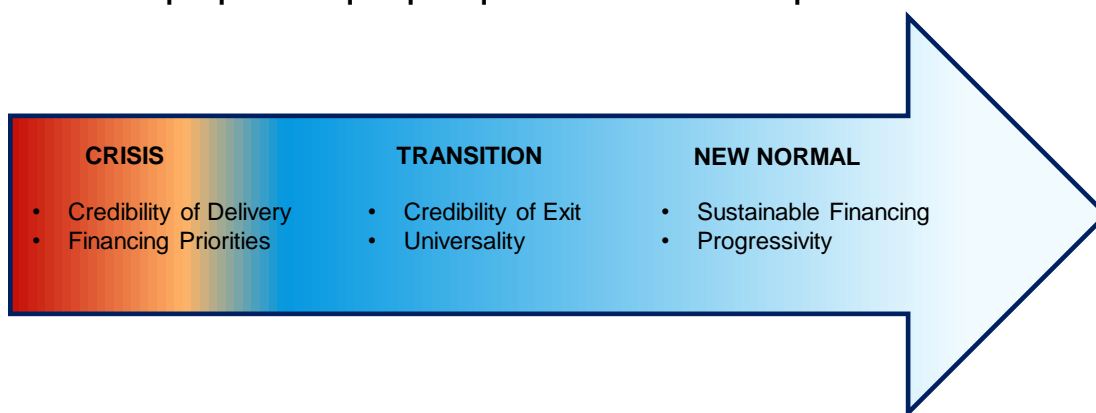 CRISIS
• Credibility of Delivery
• Financing Priorities
TRANSITION
• Credibility of Exit
• Universality
NEW NORMAL
• Sustainable Financing
• Progressivity